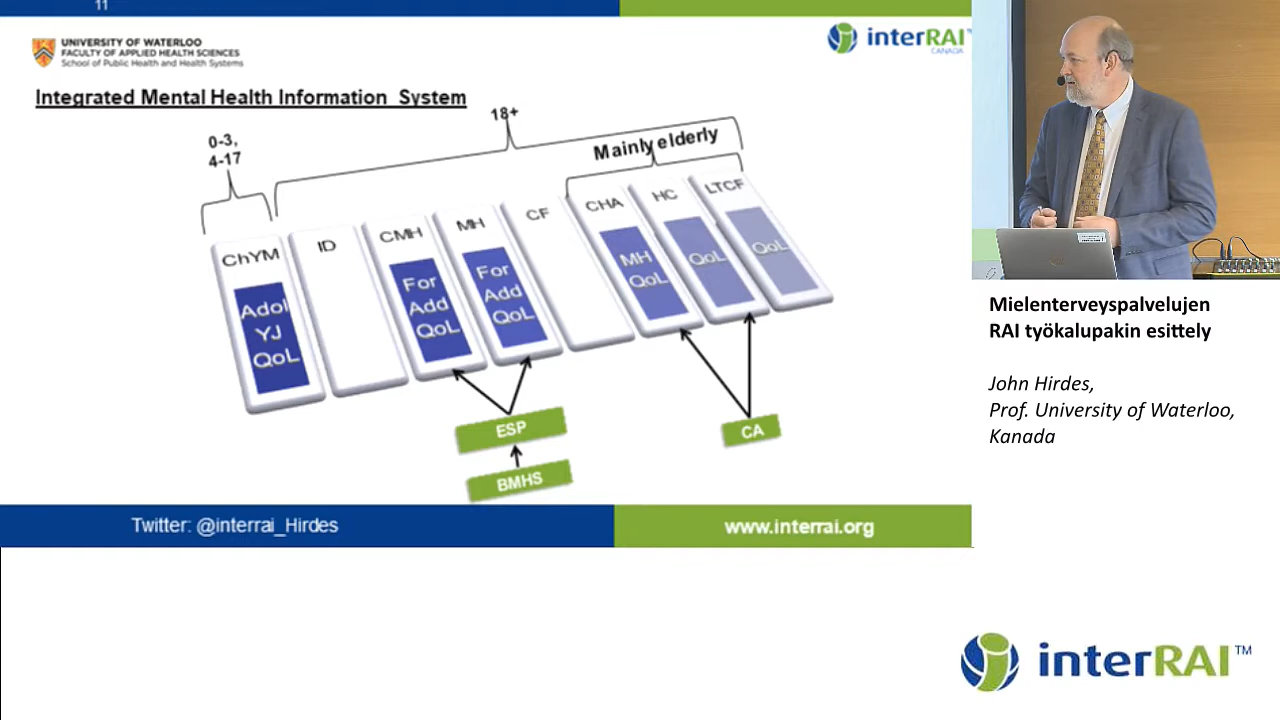 11
UNIVERSITY OF WATERLOO
FACULTY OF APPLIED HEALTH SCIENCES
School of Public Health and Health Systems
interRAI
CANADA
Integrated Mental Health Information System
0-3,
4-17
18+
Mainly elderly
ChYM
ID
CMH
MH
CF
CHA
HC
LTCF
Adol
YJ
QoL
For
Add
QoL
For
Add
QoL
MH
QoL
QoL
QoL
ESP
BMHS
CA
Twitter: @interrai_Hirdes
www.interrai.org
Mielenterveyspalvelujen
RAI työkalupakin esittely
John Hirdes,
Prof. University of Waterloo,
Kanada
interRAI™